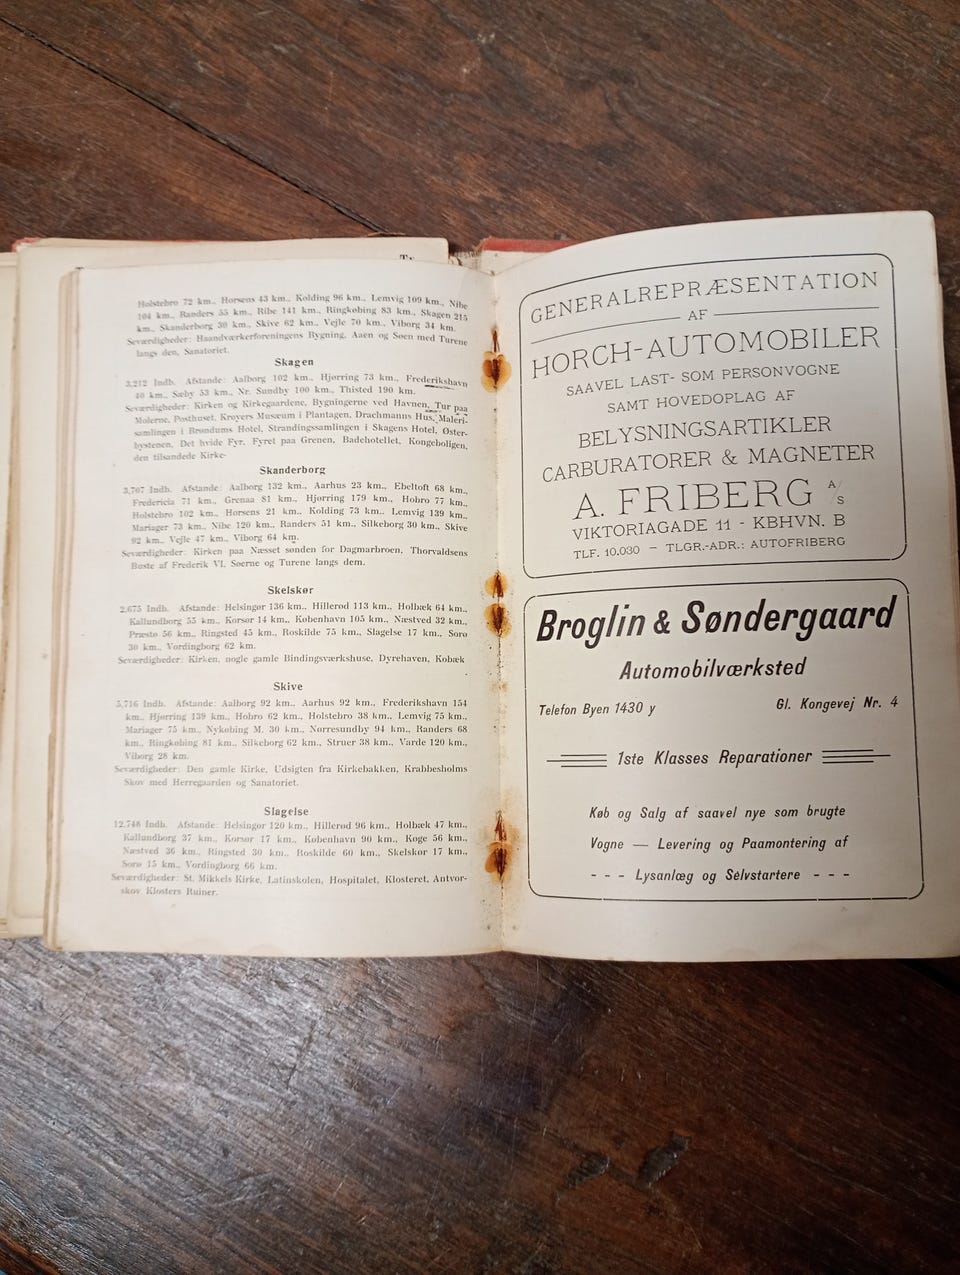 Ty
Holstebro 72 km., Horsens 43 km., Kolding 96 km., Lemvig 109 km., Nibe
104 km., Randers 55 km., Ribe 141 km., Ringkøbing 83 km., Skagen 215
km., Skanderborg 30 km., Skive 62 km., Vejle 70 km., Viborg 34 km.
Seværdigheder: Haandværkerforeningens Bygning, Aaen og Søen med Turene
langs den, Sanatoriet.
Skagen
3,212 Indb. Afstande: Aalborg 102 km., Hjørring 73 km., Frederikshavn
40 km., Sæby 53 km., Nr. Sundby 100 km., Thisted 190 km.
Seværdigheder: Kirken og Kirkegaardene, Bygningerne ved Havnen, Tur paa
Molerne, Posthuset, Krøyers Museum i Plantagen, Drachmanns Hus, Maleri-
samlingen i Brøndums Hotel, Strandingssamlingen i Skagens Hotel, Øster-
bystenen, Det hvide Fyr, Fyret paa Grenen, Badehotellet, Kongeboligen,
den tilsandede Kirke-
Skanderborg
3,707 Indb. Afstande: Aalborg 132 km., Aarhus 23 km., Ebeltoft 68 km.,
Fredericia 71 km., Grenaa 81 km., Hjørring 179 km., Hobro 77 km.,
Holstebro 102 km., Horsens 21 km., Kolding 73 km., Lemvig 139 km.,
Mariager 73 km., Nibe 120 km., Randers 51 km., Silkeborg 30 km., Skive
92 km., Vejle 47 km., Viborg 64 km.
Seværdigheder: Kirken paa Næsset sønden for Dagmarbroen, Thorvaldsens
Buste af Frederik VI, Søerne og Turene langs dem.
Skelskør
2,675 Indb. Afstande: Helsingør 136 km., Hillerød 113 km., Holbæk 64 km.,
Kallundborg 55 km., Korsør 14 km., København 105 km., Næstved 32 km.,
Præstø 56 km., Ringsted 45 km., Roskilde 75 km., Slagelse 17 km., Sorø
30 km., Vordingborg 62 km.
Seværdigheder: Kirken, nogle gamle Bindingsværkshuse, Dyrehaven, Kobæk
Skive
5,716 Indb. Afstande: Aalborg 92 km., Aarhus 92 km., Frederikshavn 154
km., Hjørring 139 km., Hobro 62 km., Holstebro 38 km., Lemvig 75 km.,
Mariager 75 km., Nykøbing M. 30 km., Nørresundby 94 km., Randers 68
km., Ringkøbing 81 km., Silkeborg 62 km., Struer 38 km., Varde 120 km.,
Viborg 28 km.
Seværdigheder: Den gamle Kirke, Udsigten fra Kirkebakken, Krabbesholms
Skov med Herregaarden og Sanatoriet.
Slagelse
12,748 Indb. Afstande: Helsingør 120 km., Hillerød 96 km., Holbæk 47 km.,
Kallundborg 37 km., Korsør 17 km., København 90 km., Køge 56 km.,
Næstved 36 km., Ringsted 30 km., Roskilde 60 km., Skelskør 17 km.,
Sorø 15 km., Vordingborg 66 km.
Seværdigheder: St. Mikkels Kirke, Latinskolen, Hospitalet, Klosteret, Antvor-
skov Klosters Ruiner.
GENERALREPRÆSENTATION
AF
HORCH-AUTOMOBILER
SAAVEL LAST- SOM PERSONVOGNE
SAMT HOVEDOPLAG AF
BELYSNINGSARTIKLER
CARBURATORER & MAGNETER
A. FRIBERG A/S
VIKTORIAGADE 11 - KBHVN. B
TLF. 10.030 – TLGR.-ADR.: AUTOFRIBERG
Broglin & Søndergaard
Automobilværksted
Telefon Byen 1430 y Gl. Kongevej Nr. 4
1ste Klasses Reparationer
Køb og Salg af saavel nye som brugte
Vogne — Levering og Paamontering af
- - - Lysanlæg og Selvstartere - - -